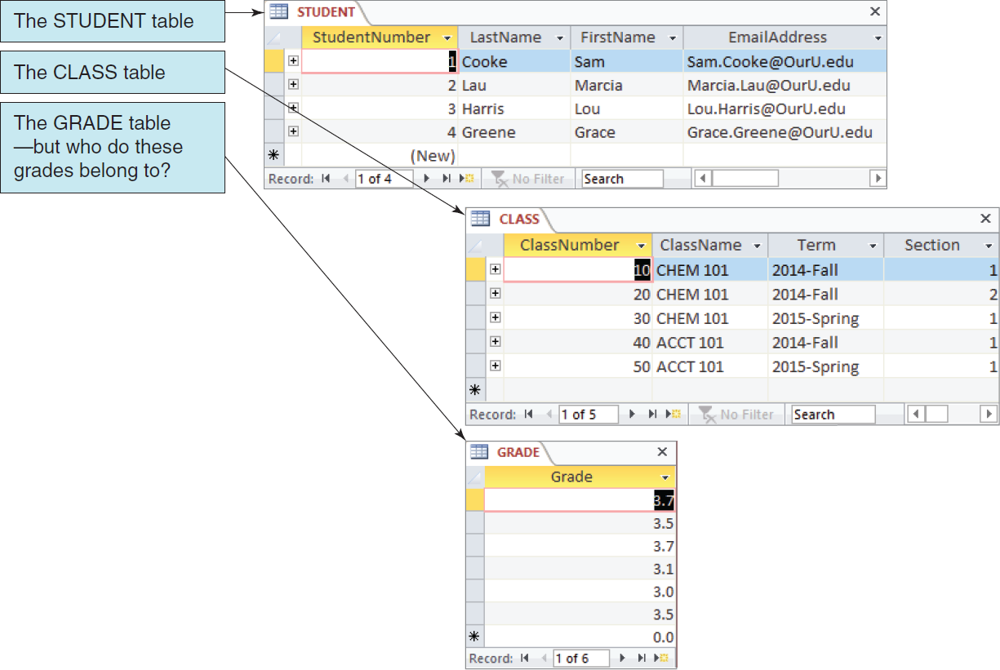 The STUDENT table
The CLASS table
The GRADE table
—but who do these
grades belong to?
STUDENT
StudentNumber LastName FirstName EmailAddress
1 Cooke Sam Sam.Cooke@OurU.edu
2 Lau Marcia Marcia.Lau@OurU.edu
3 Harris Lou Lou.Harris@OurU.edu
4 Greene Grace Grace.Greene@OurU.edu
(New)
Record: 1 of 4 No Filter Search
CLASS
ClassNumber ClassName Term Section
10 CHEM 101 2014-Fall 1
20 CHEM 101 2014-Fall 2
30 CHEM 101 2015-Spring 1
40 ACCT 101 2014-Fall 1
50 ACCT 101 2015-Spring 1
Record: 1 of 5 No Filter Search
GRADE
Grade
3.7
3.5
3.7
3.1
3.0
3.5
0.0
Record: 1 of 6